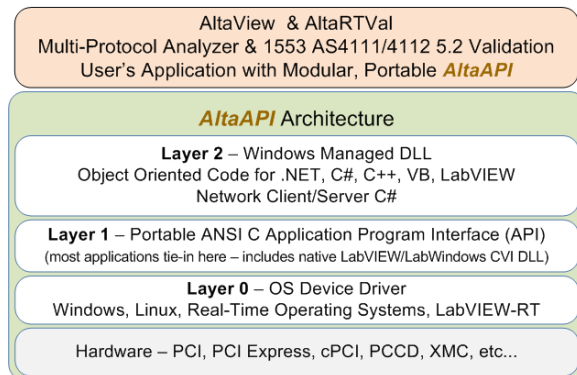 AltaView & AltaRTVal
Multi-Protocol Analyzer & 1553 AS4111/4112 5.2 Validation
User's Application with Modular, Portable AltaAPI
AltaAPI Architecture
Layer 2 – Windows Managed DLL
Object Oriented Code for .NET, C#, C++, VB, LabVIEW
Network Client/Server C#
Layer 1 – Portable ANSI C Application Program Interface (API)
(most applications tie-in here – includes native LabVIEW/LabWindows CVI DLL)
Layer 0 – OS Device Driver
Windows, Linux, Real-Time Operating Systems, LabVIEW-RT
Hardware – PCI, PCI Express, cPCI, PCCD, XMC, etc...